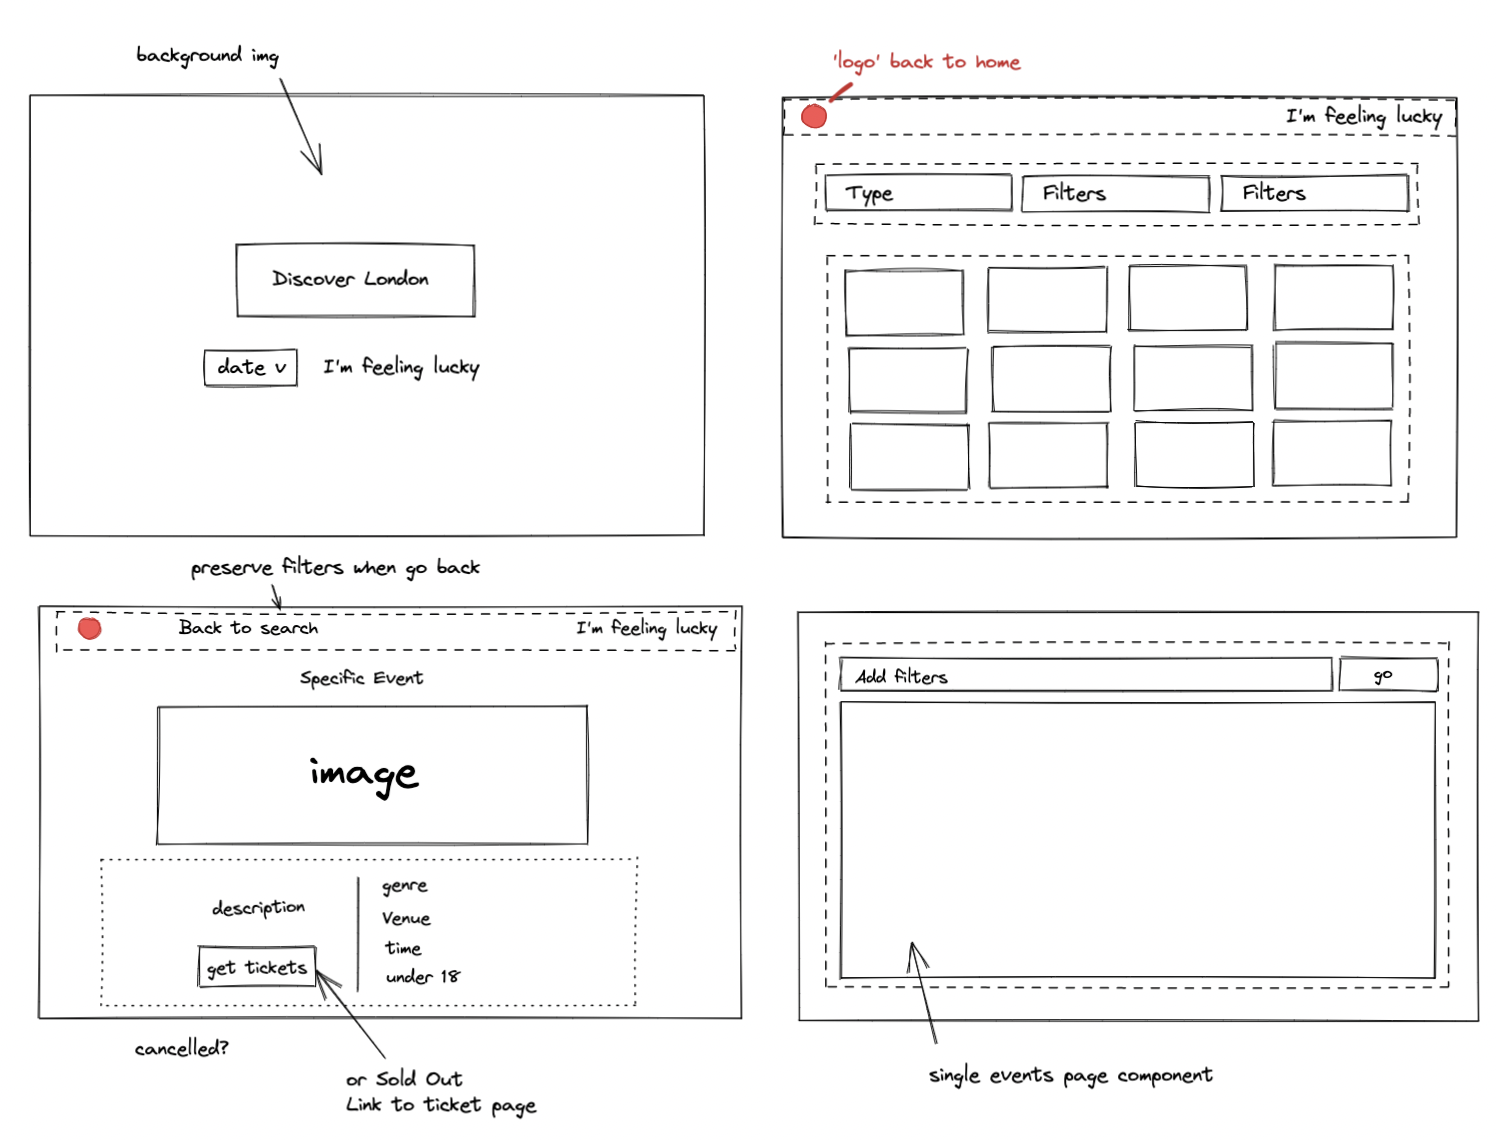 background img
Discover London
date v
I'm feeling lucky
'logo' back to home
I'm feeling lucky
Type
Filters
Filters
preserve filters when go back
Back to search
I'm feeling lucky
Specific Event
image
description
get tickets
genre
Venue
time
under 18
cancelled?
or Sold Out
Link to ticket page
Add filters
go
single events page component